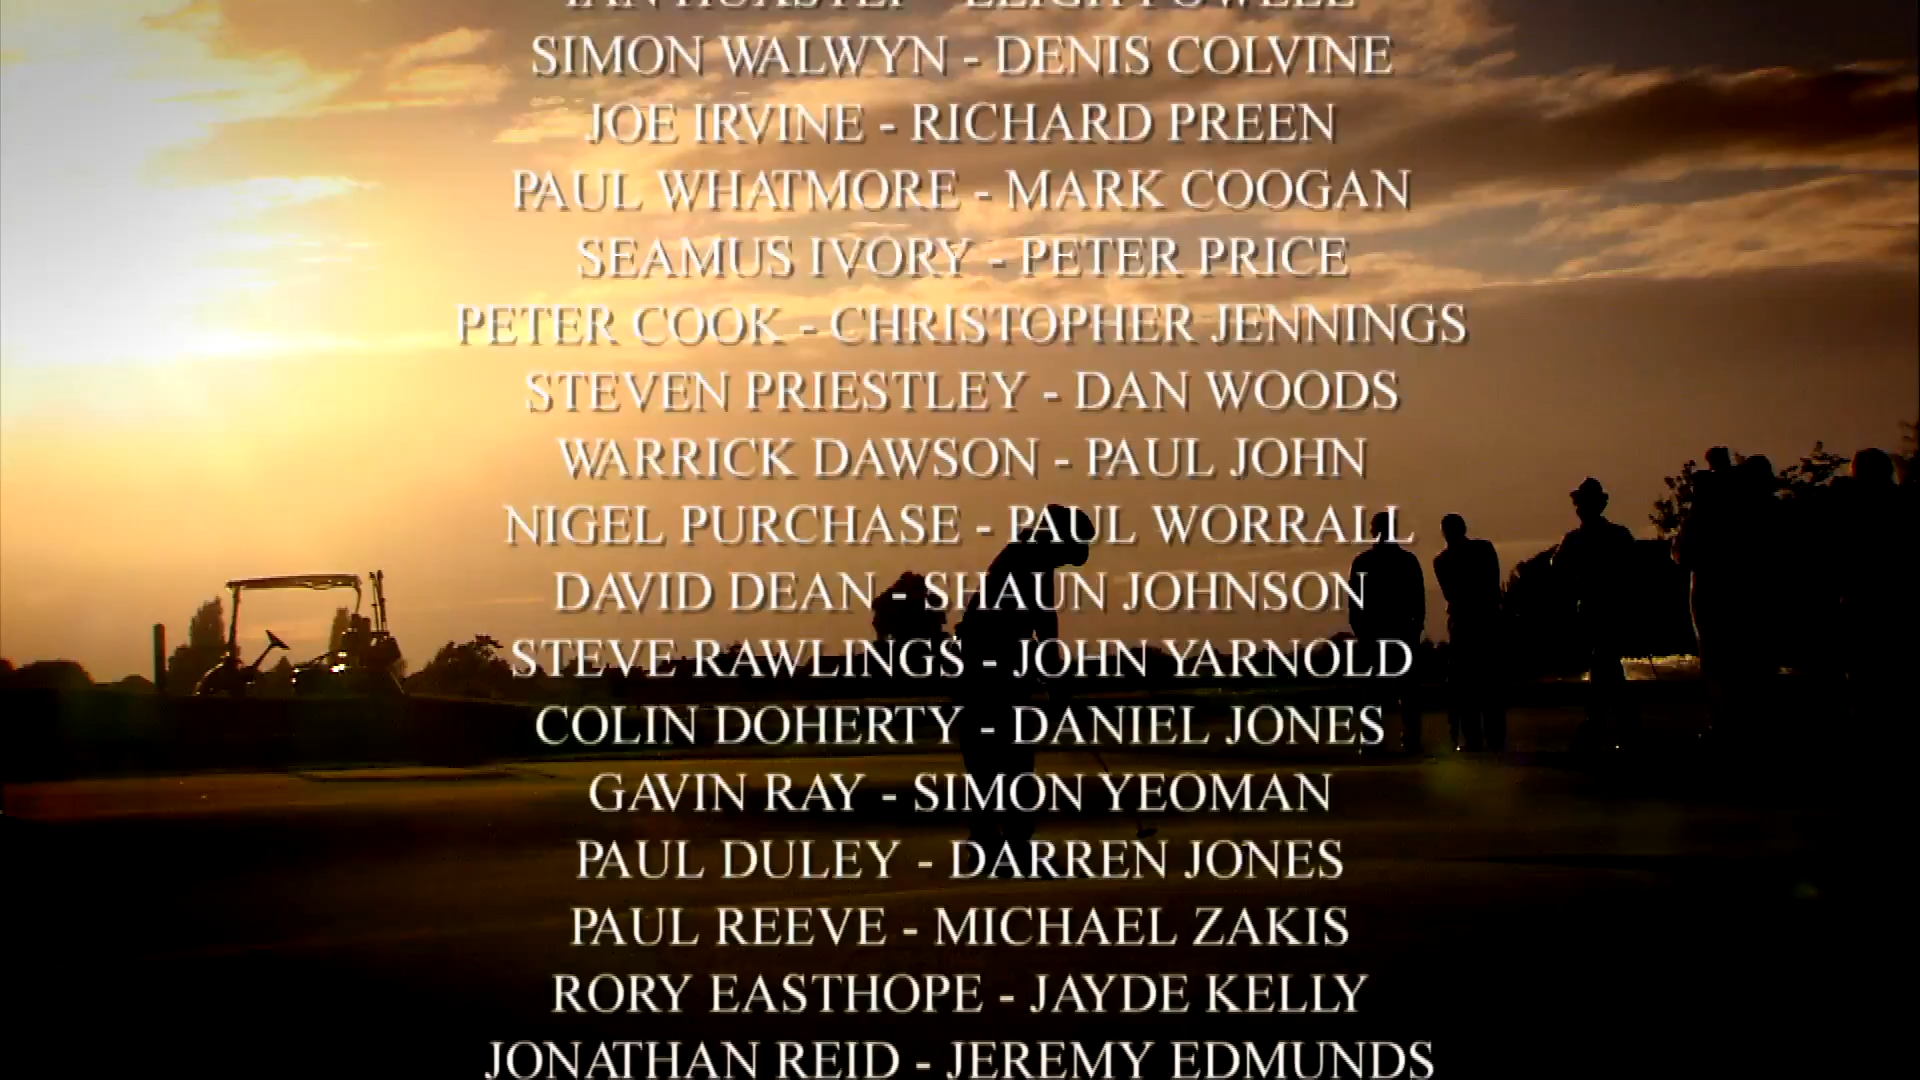 SIMON WALWYN - DENIS COLVINE
JOE IRVINE - RICHARD PREEN
PAUL WHATMORE - MARK COOGAN
SEAMUS IVORY - PETER PRICE
PETER COOK - CHRISTOPHER JENNINGS
STEVEN PRIESTLEY - DAN WOODS
WARRICK DAWSON - PAUL JOHN
NIGEL PURCHASE - PAUL WORRALL
DAVID DEAN - SHAUN JOHNSON
STEVE RAWLINGS - JOHN YARNOLD
COLIN DOHERTY - DANIEL JONES
GAVIN RAY - SIMON YEOMAN
PAUL DULEY - DARREN JONES
PAUL REEVE - MICHAEL ZAKIS
RORY EASTHOPE - JAYDE KELLY
JONATHAN REID - JEREMY EDMUNDS